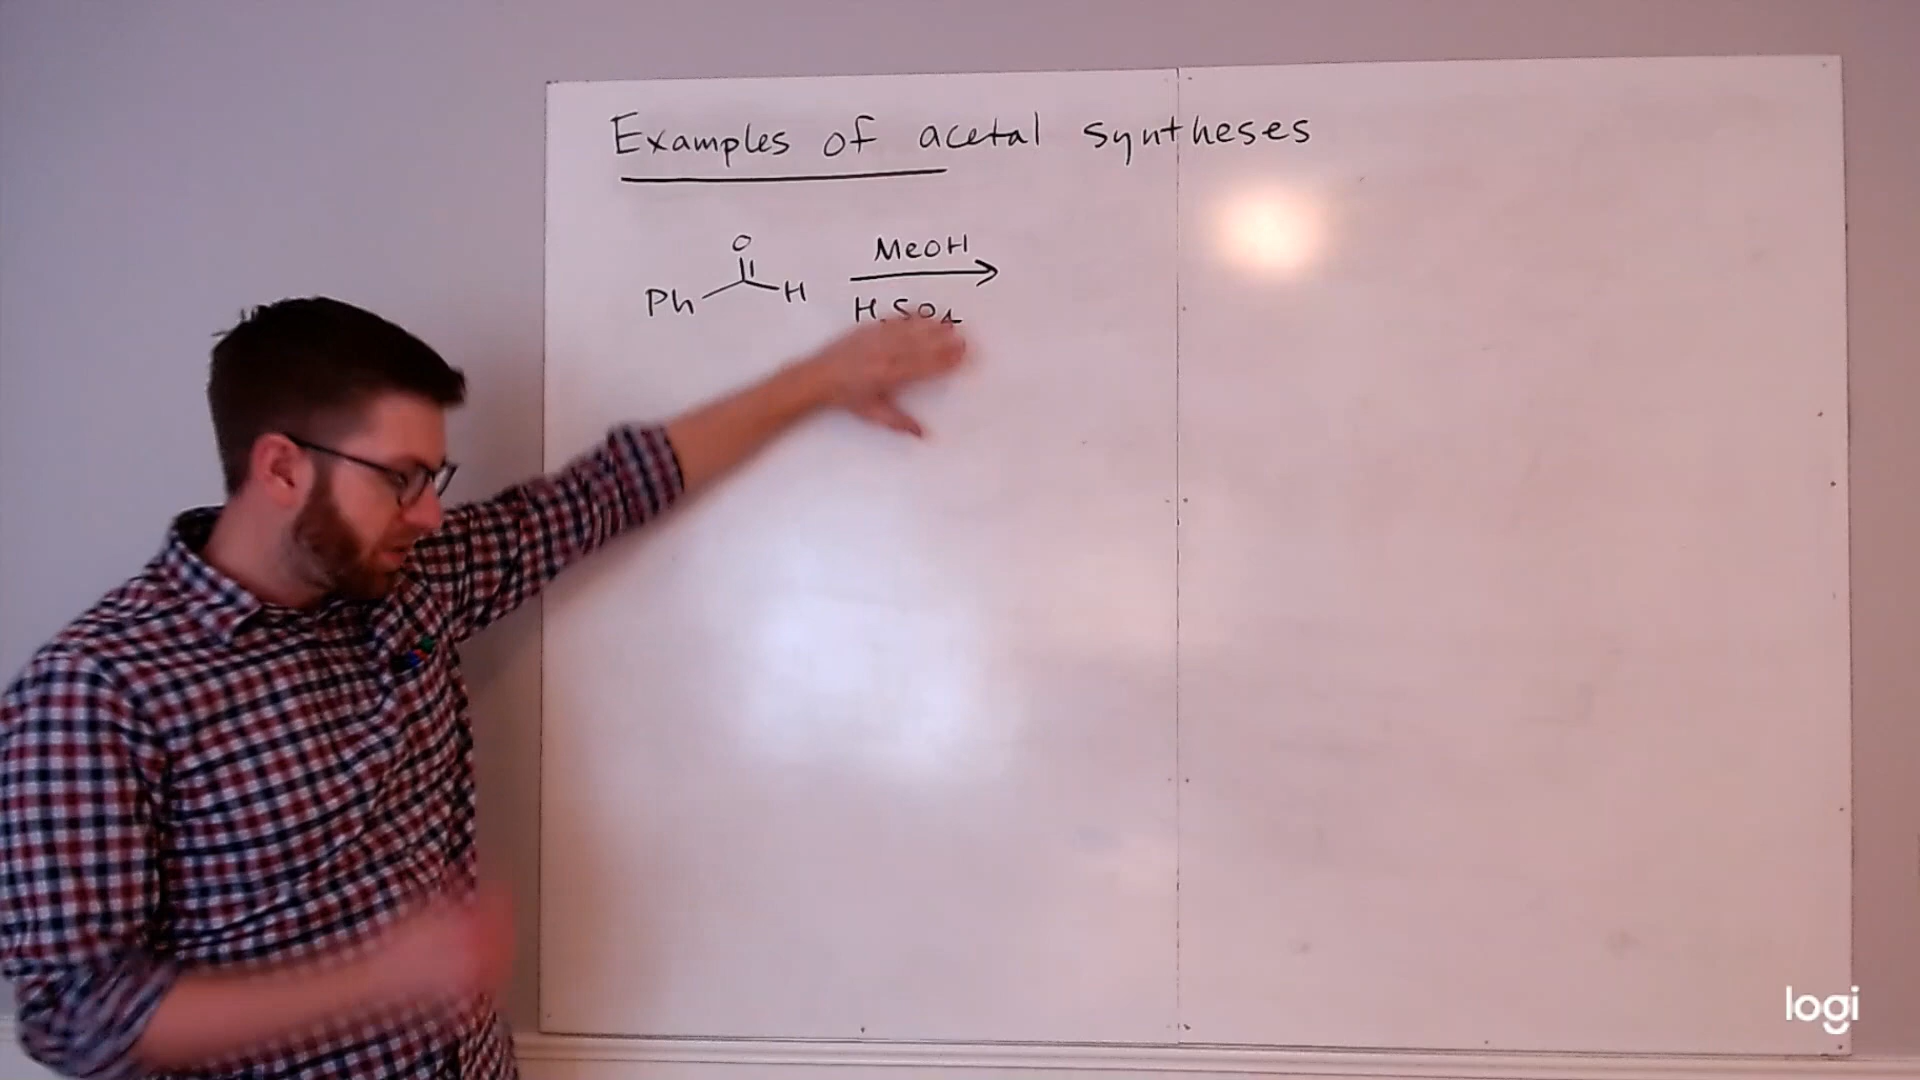 Examples of acetal syntheses
O
MeOH
Ph H
H2SO4
logi